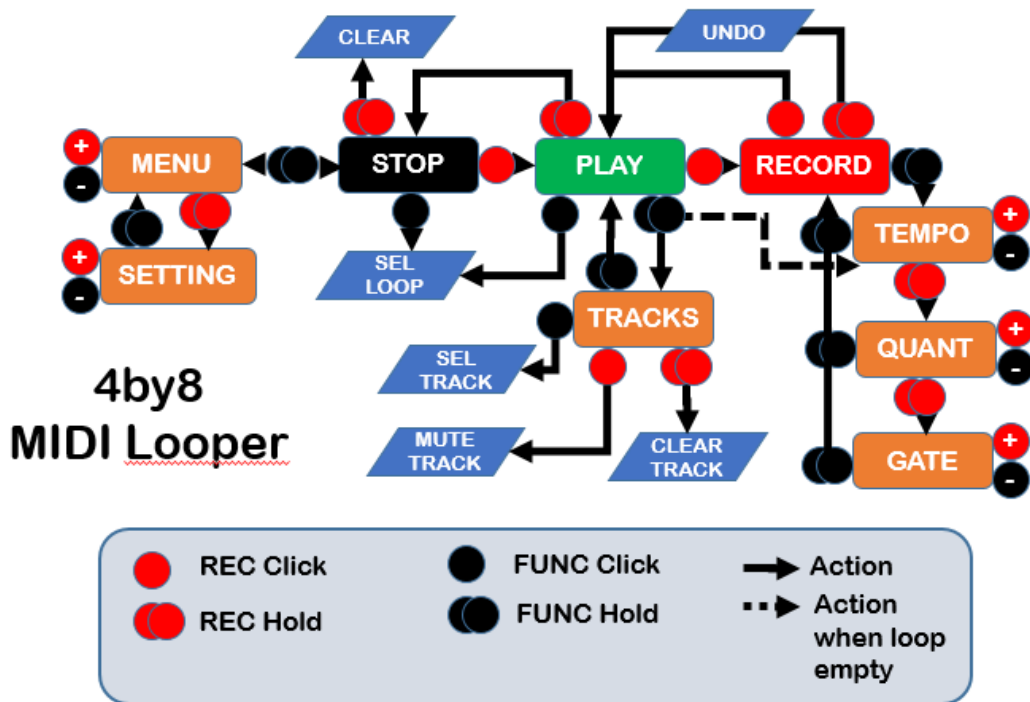 CLEAR
UNDO
+
-
MENU
STOP
PLAY
RECORD
+
-
SETTING
SEL
LOOP
TEMPO
+
-
TRACKS
SEL
TRACK
QUANT
+
-
4by8
MIDI Looper
MUTE
TRACK
CLEAR
TRACK
GATE
+
-
REC Click
FUNC Click
Action
REC Hold
FUNC Hold
Action
when loop
empty